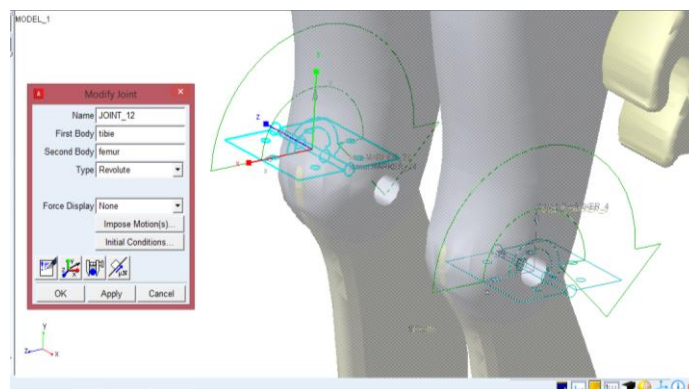 MODEL_1
Modify Joint
Name JOINT_12
First Body tibie
Second Body femur
Type Revolute
Force Display None
Impose Motion(s)...
Initial Conditions...
OK Apply Cancel
Y
Z X